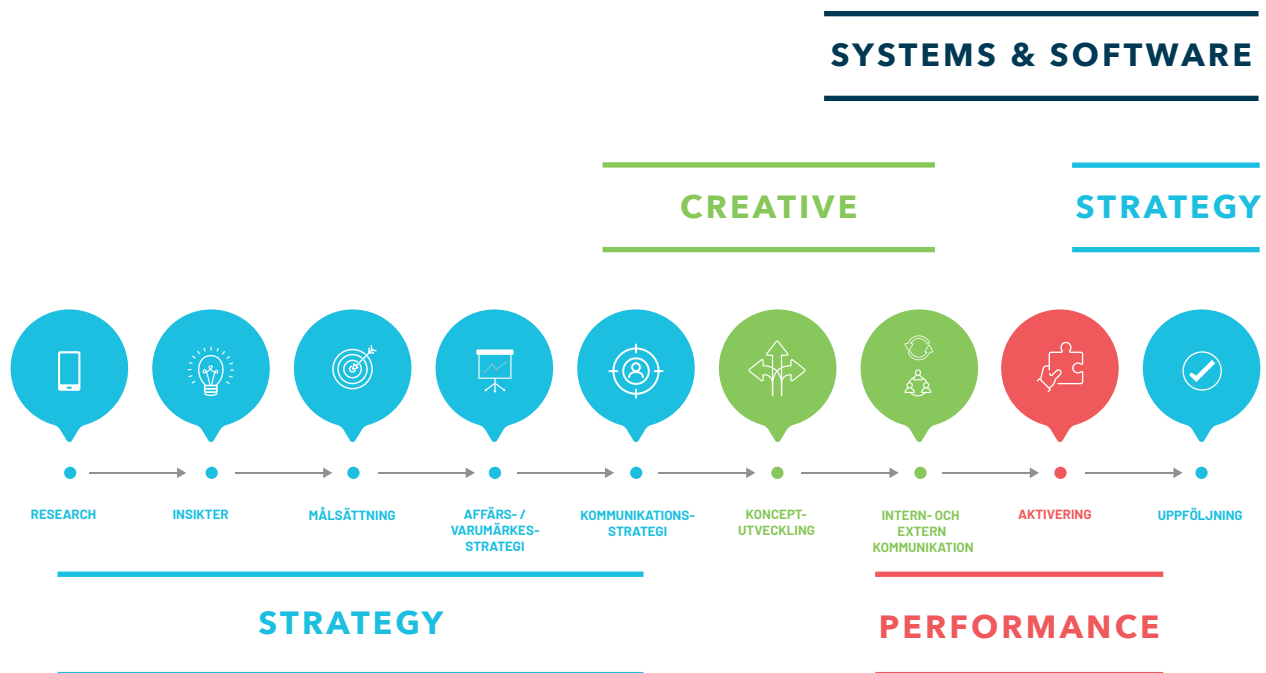 SYSTEMS & SOFTWARE
CREATIVE
STRATEGY
RESEARCH
INSIKTER
MÅLSÄTTNING
AFFÄRS- /
VARUMÄRKES-
STRATEGI
KOMMUNIKATIONS-
STRATEGI
KONCEPT-
UTVECKLING
INTERN- OCH
EXTERN
KOMMUNIKATION
AKTIVERING
UPPFÖLJNING
STRATEGY
PERFORMANCE